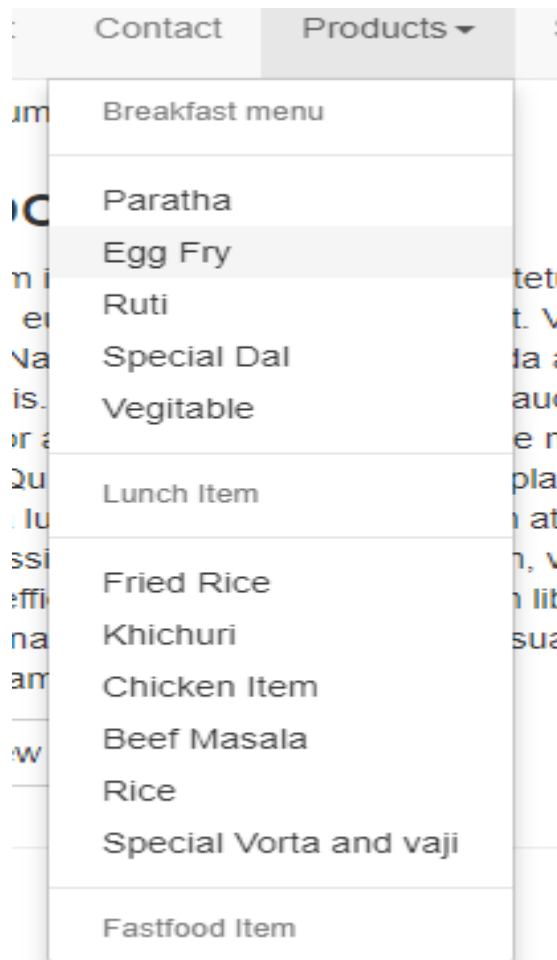 Contact Products
Breakfast menu
Paratha
Egg Fry
Ruti
Special Dal
Vegitable
Lunch Item
Fried Rice
Khichuri
Chicken Item
Beef Masala
Rice
Special Vorta and vaji
Fastfood Item